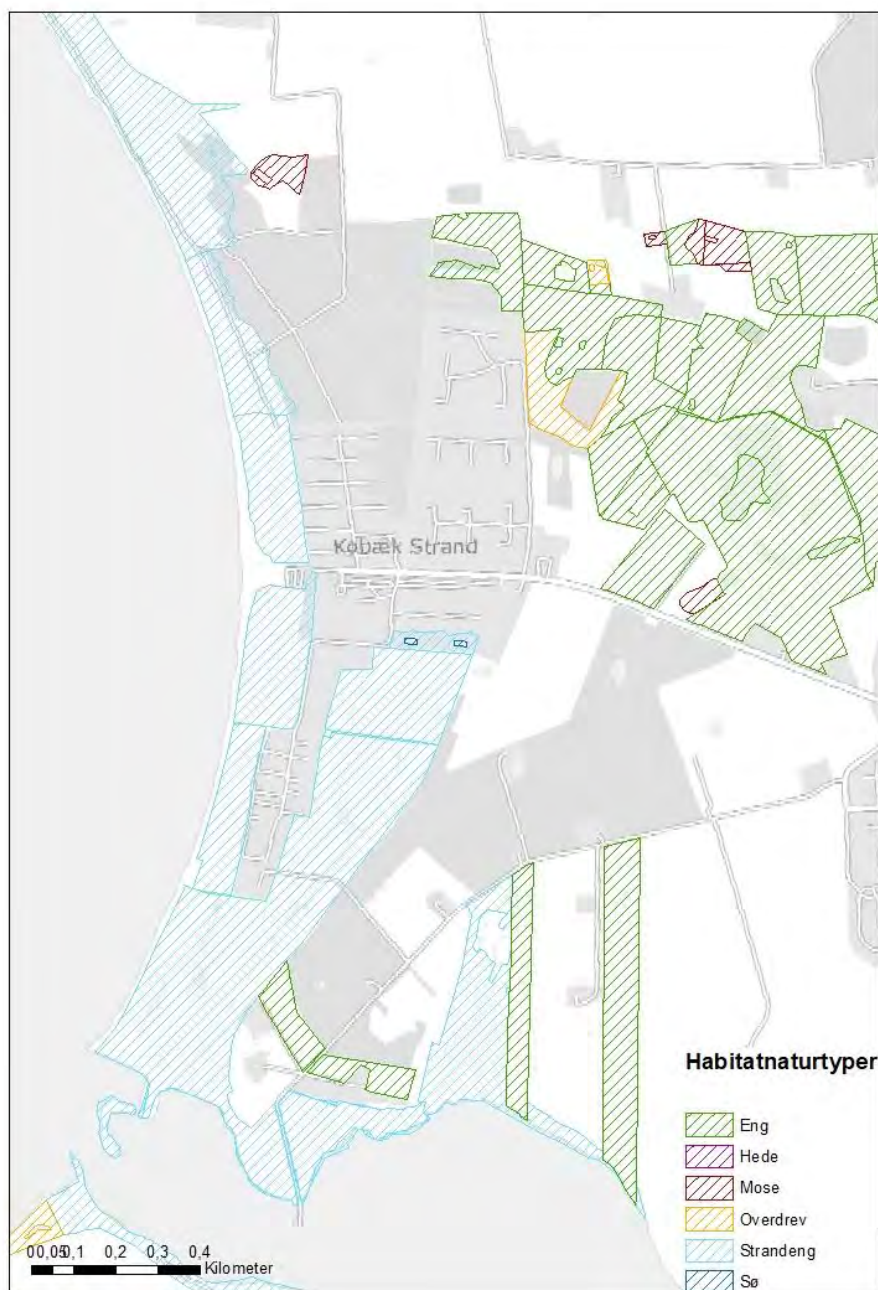 Kobæk Strand
Habitatnaturtyper
Eng
Hede
Mose
Overdrev
Strandeng
Sø
0 0,05 0,1 0,2 0,3 0,4
Kilometer